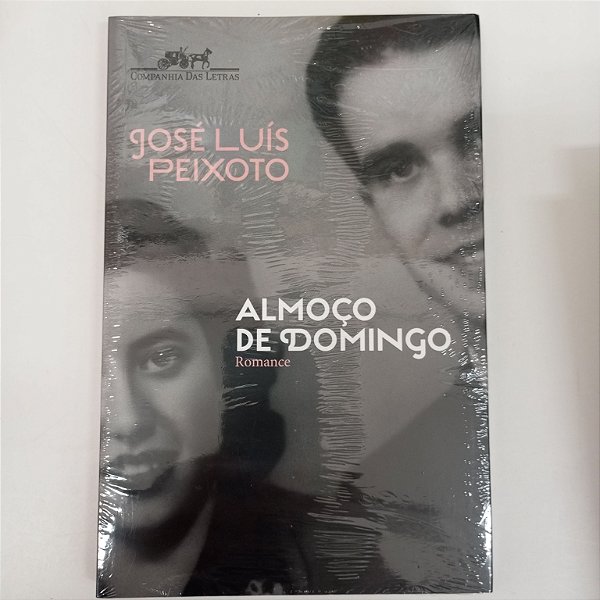 COMPANHIA DAS LETRAS
JOSÉ LUÍS
PEIXOTO
ALMOÇO
DE DOMINGO
Romance